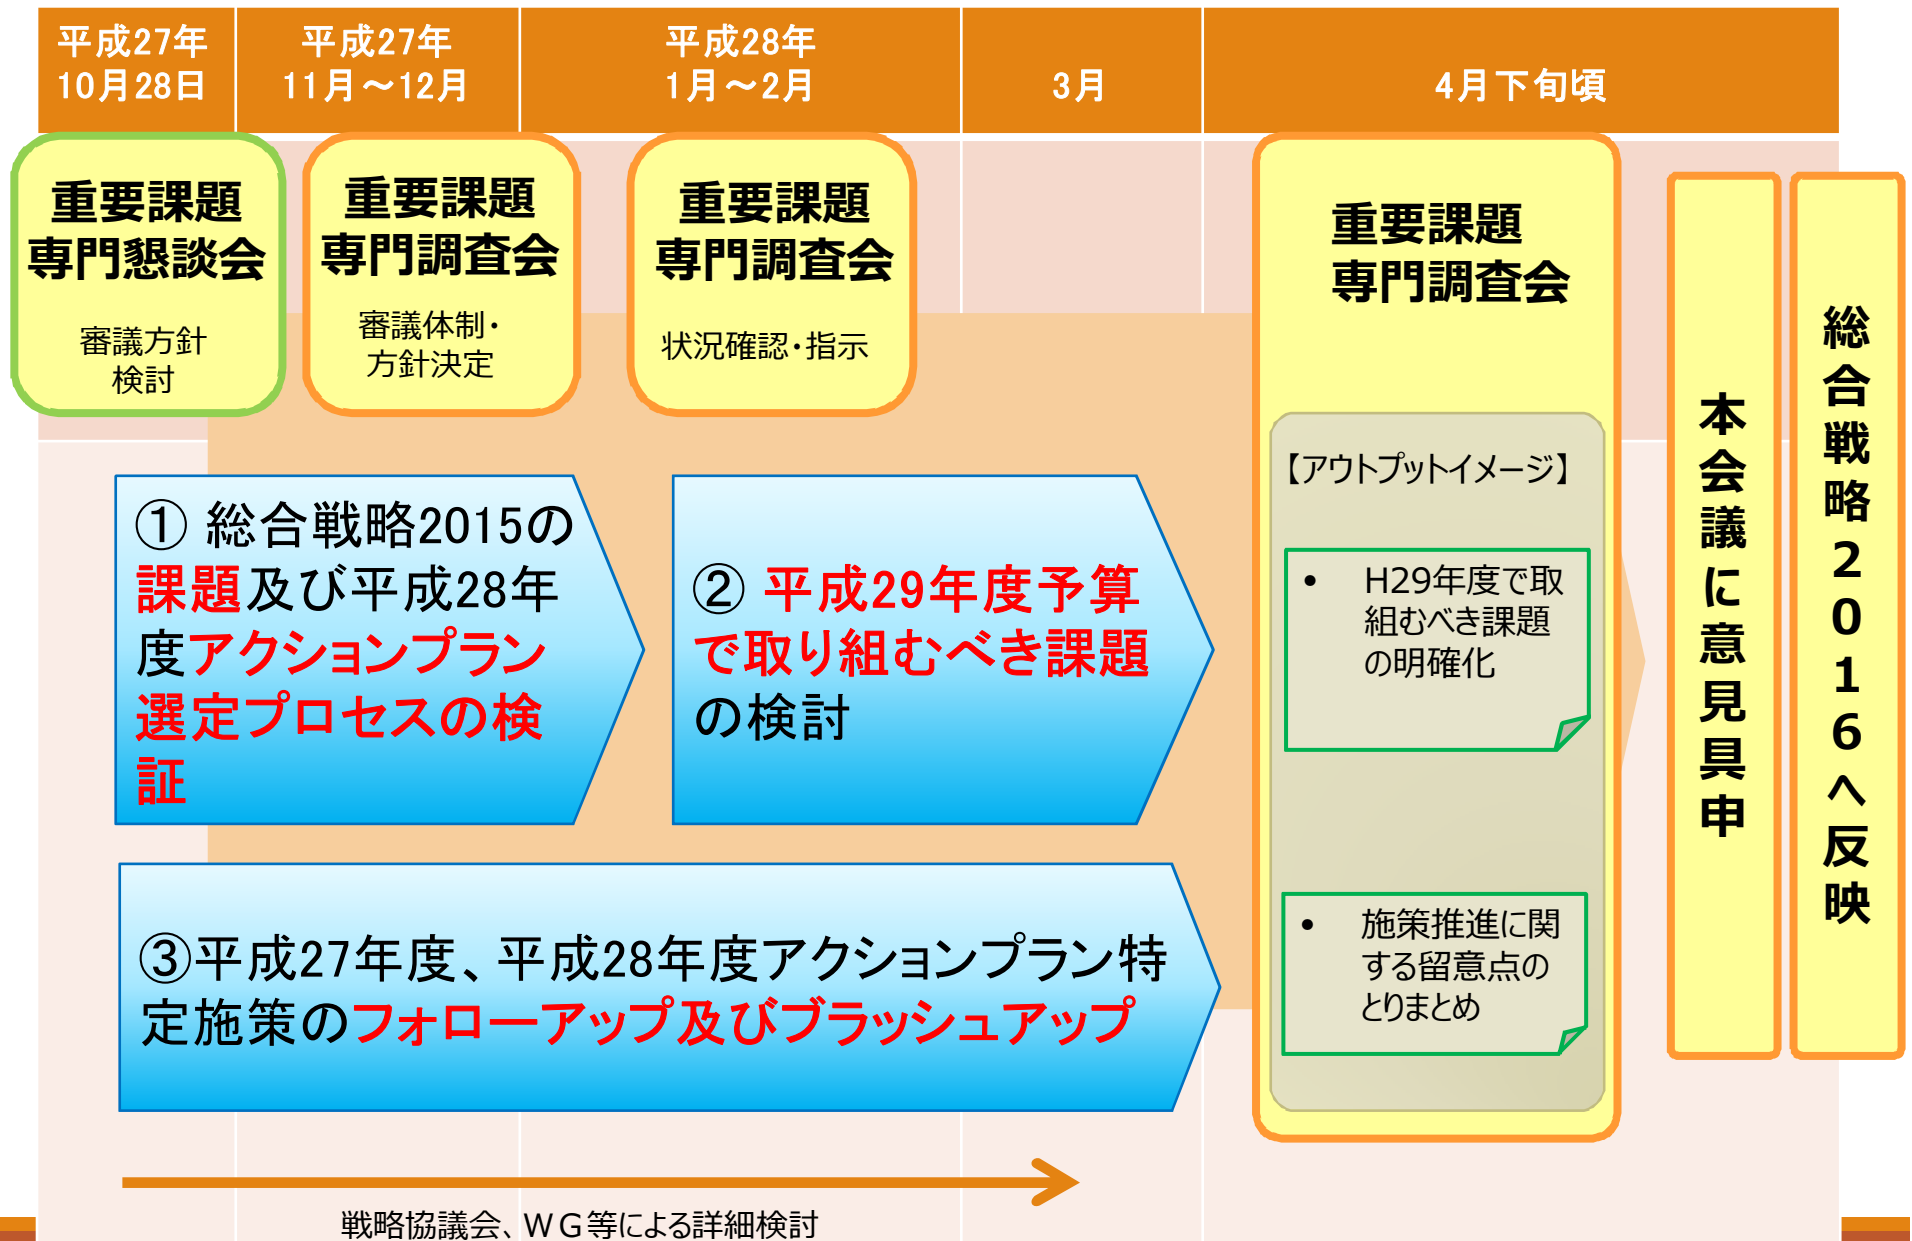 平成27年
10月28日
平成27年
11月～12月
平成28年
1月～2月
3月
4月下旬頃
重要課題
専門懇談会
審議方針
検討
重要課題
専門調査会
審議体制・
方針決定
重要課題
専門調査会
状況確認・指示
重要課題
専門調査会
① 総合戦略2015の
課題及び平成28年
度アクションプラン
選定プロセスの検
証
② 平成29年度予算
で取り組むべき課題
の検討
③平成27年度、平成28年度アクションプラン特
定施策のフォローアップ及びブラッシュアップ
【アウトプットイメージ】
• H29年度で取
組むべき課題
の明確化
• 施策推進に関
する留意点の
とりまとめ
本会議に意見具申
総合戦略2016へ反映
戦略協議会、ＷＧ等による詳細検討